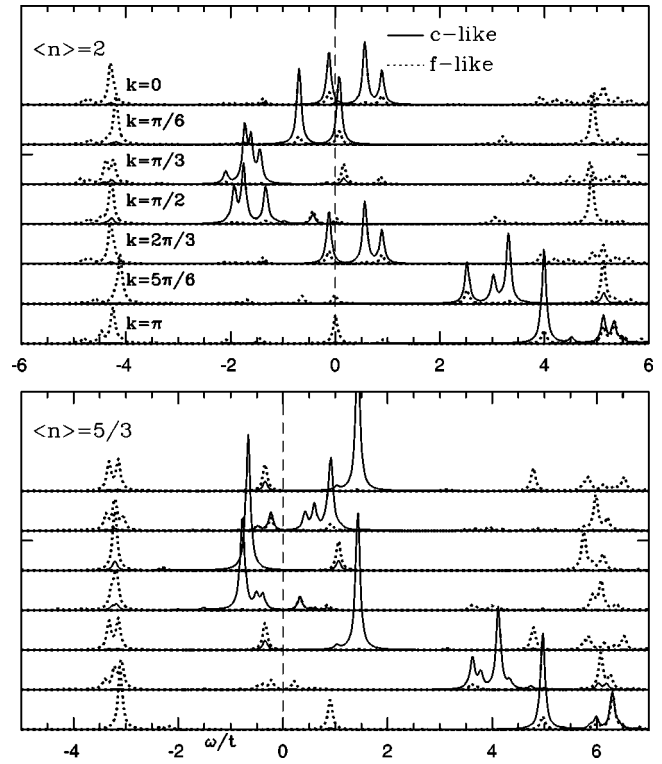 <n>=2
c-like
f-like
k=0
k=π/6
k=π/3
k=π/2
k=2π/3
k=5π/6
k=π
-6 -4 -2 0 2 4 6
<n>=5/3
-4 -2 ω/t 0 2 4 6